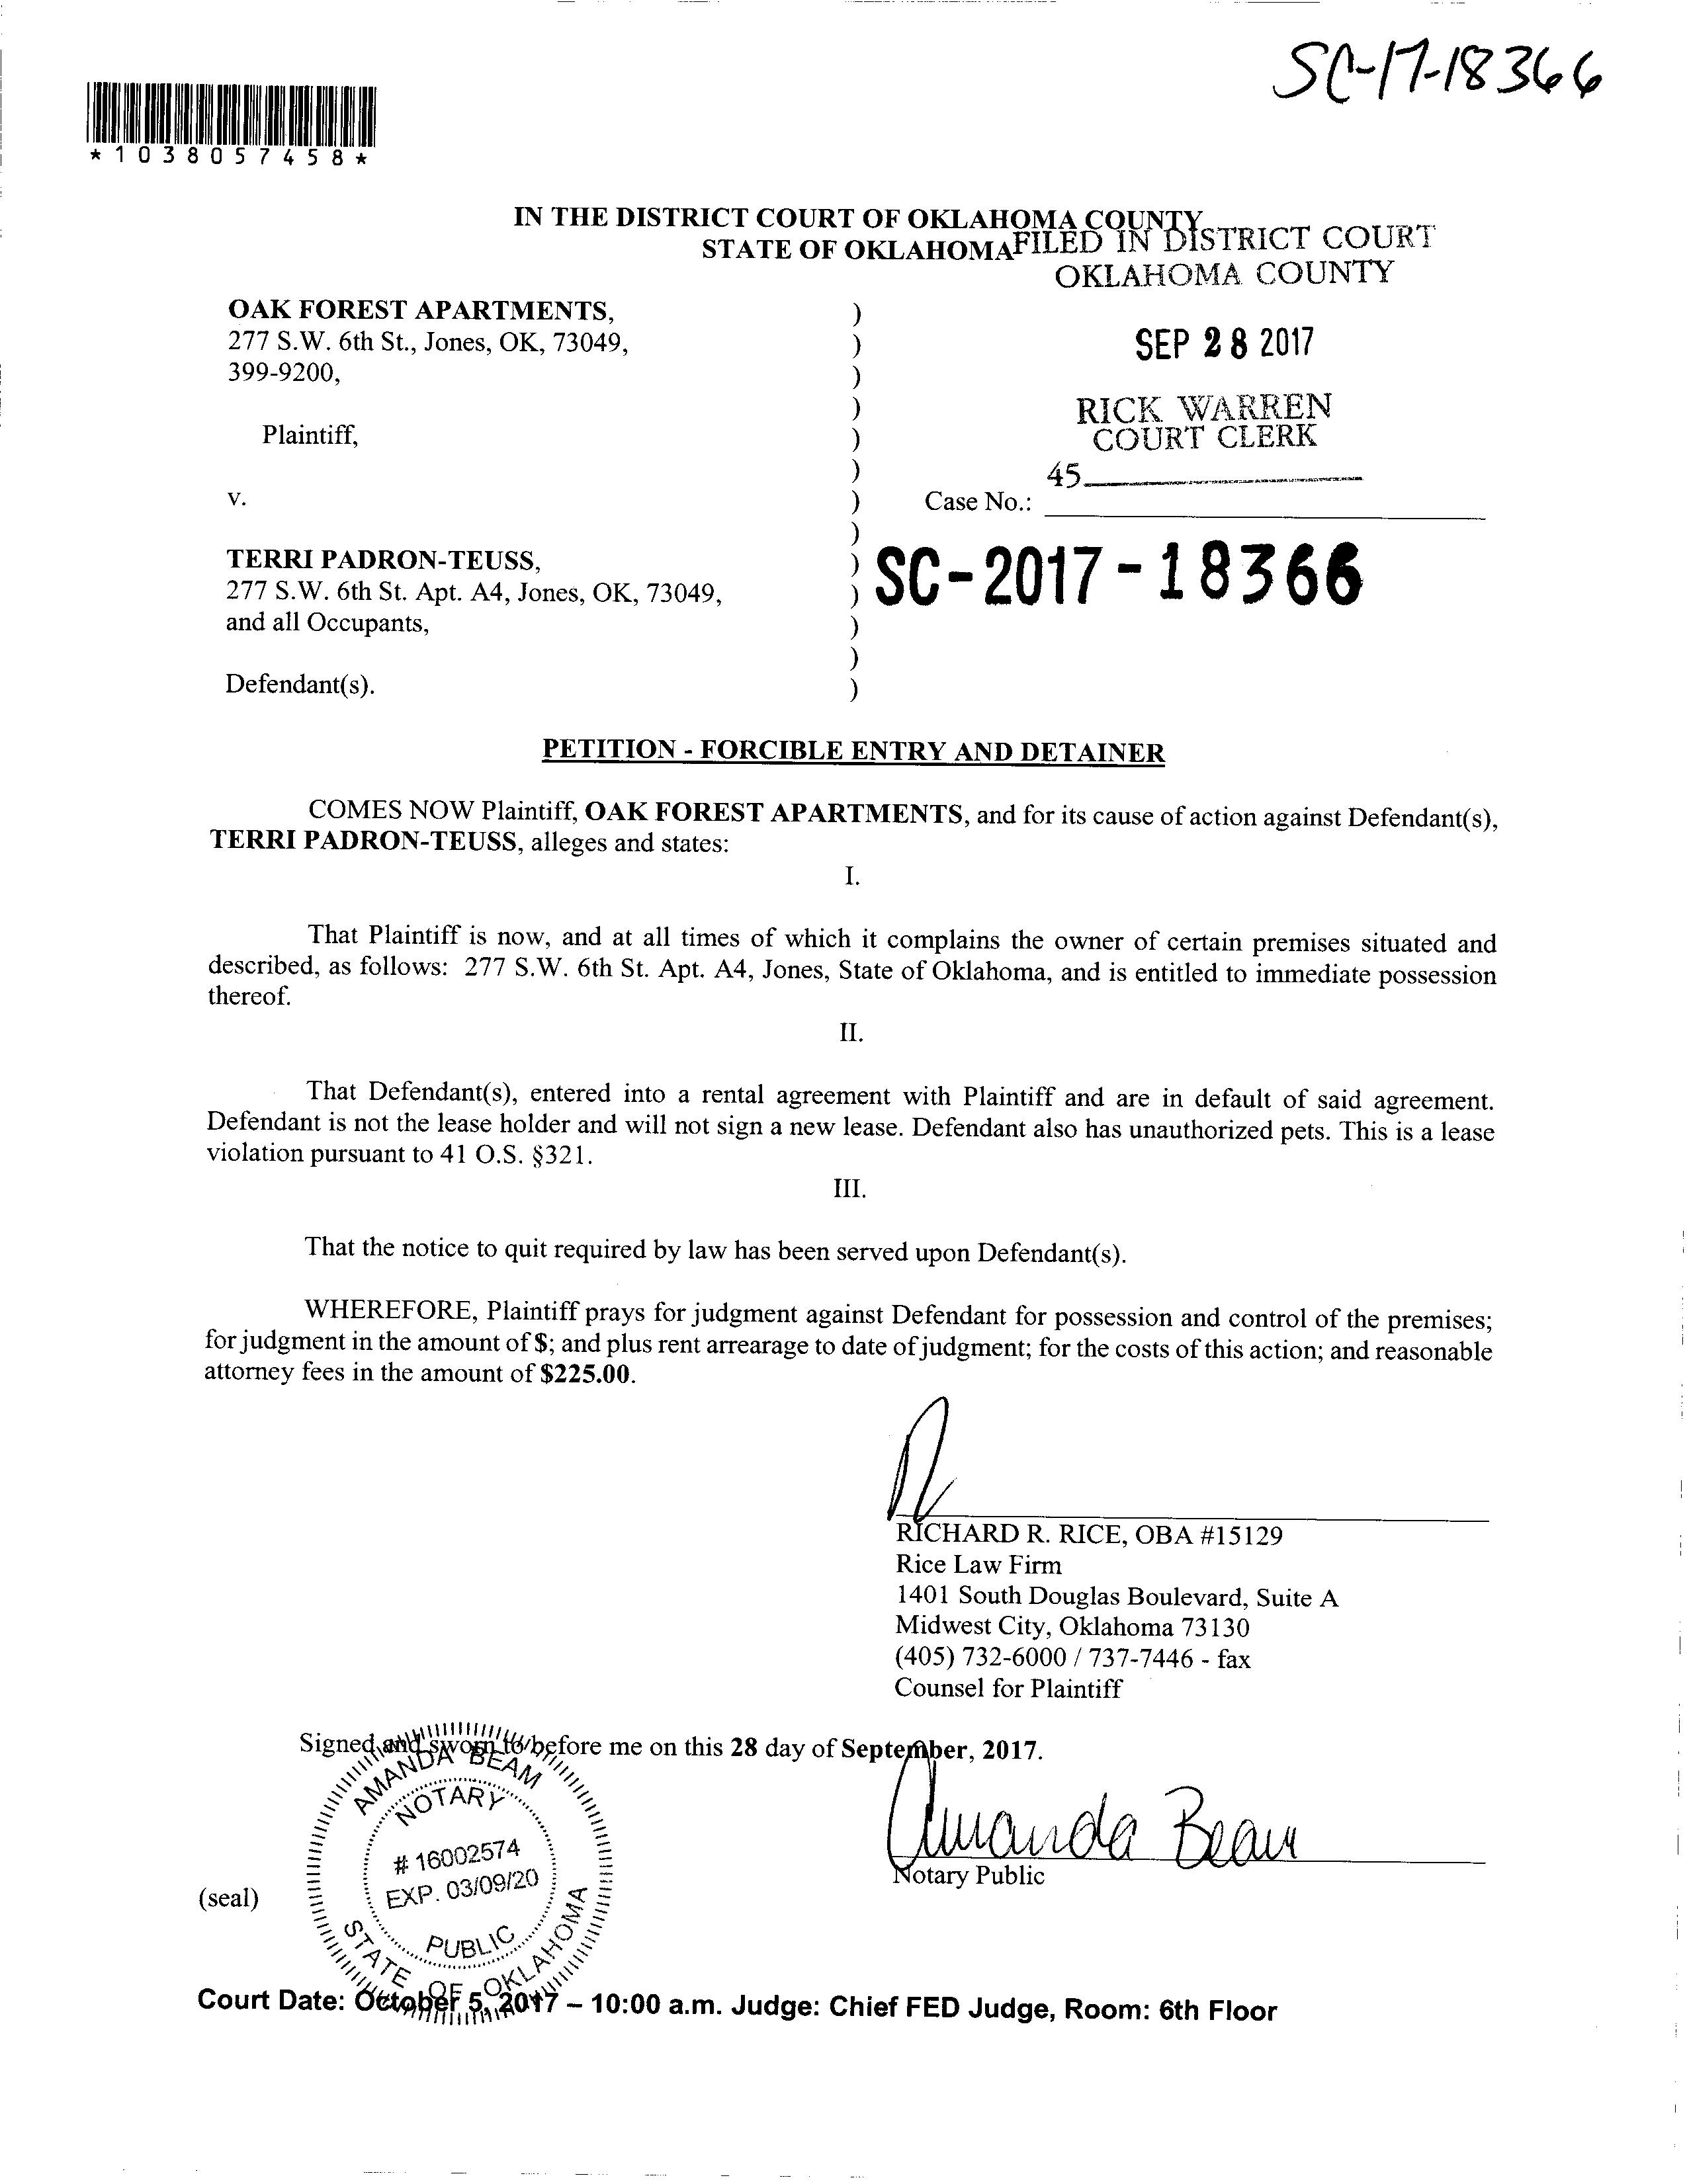 SC-17-18366
*1038057458*
IN THE DISTRICT COURT OF OKLAHOMA COUNTY
STATE OF OKLAHOMA
FILED IN DISTRICT COURT
OKLAHOMA COUNTY
OAK FOREST APARTMENTS, )
277 S.W. 6th St., Jones, OK, 73049, )
399-9200, )
)
Plaintiff, )
)
v. )
)
TERRI PADRON-TEUSS, )
277 S.W. 6th St. Apt. A4, Jones, OK, 73049, )
and all Occupants, )
)
Defendant(s). )
SEP 28 2017
RICK WARREN
COURT CLERK
45
Case No.:
SC-2017-18366
PETITION - FORCIBLE ENTRY AND DETAINER
COMES NOW Plaintiff, OAK FOREST APARTMENTS, and for its cause of action against Defendant(s),
TERRI PADRON-TEUSS, alleges and states:
I.
That Plaintiff is now, and at all times of which it complains the owner of certain premises situated and
described, as follows: 277 S.W. 6th St. Apt. A4, Jones, State of Oklahoma, and is entitled to immediate possession
thereof.
II.
That Defendant(s), entered into a rental agreement with Plaintiff and are in default of said agreement.
Defendant is not the lease holder and will not sign a new lease. Defendant also has unauthorized pets. This is a lease
violation pursuant to 41 O.S. §321.
III.
That the notice to quit required by law has been served upon Defendant(s).
WHEREFORE, Plaintiff prays for judgment against Defendant for possession and control of the premises;
for judgment in the amount of $; and plus rent arrearage to date of judgment; for the costs of this action; and reasonable
attorney fees in the amount of $225.00.
RICHARD R. RICE, OBA #15129
Rice Law Firm
1401 South Douglas Boulevard, Suite A
Midwest City, Oklahoma 73130
(405) 732-6000 / 737-7446 - fax
Counsel for Plaintiff
Signed and sworn to before me on this 28 day of September, 2017.
AMANDA BEAM
NOTARY
# 16002574
EXP. 03/09/20
PUBLIC
STATE OF OKLAHOMA
Amanda Beam
Notary Public
(seal)
Court Date: October 5, 2017 – 10:00 a.m. Judge: Chief FED Judge, Room: 6th Floor